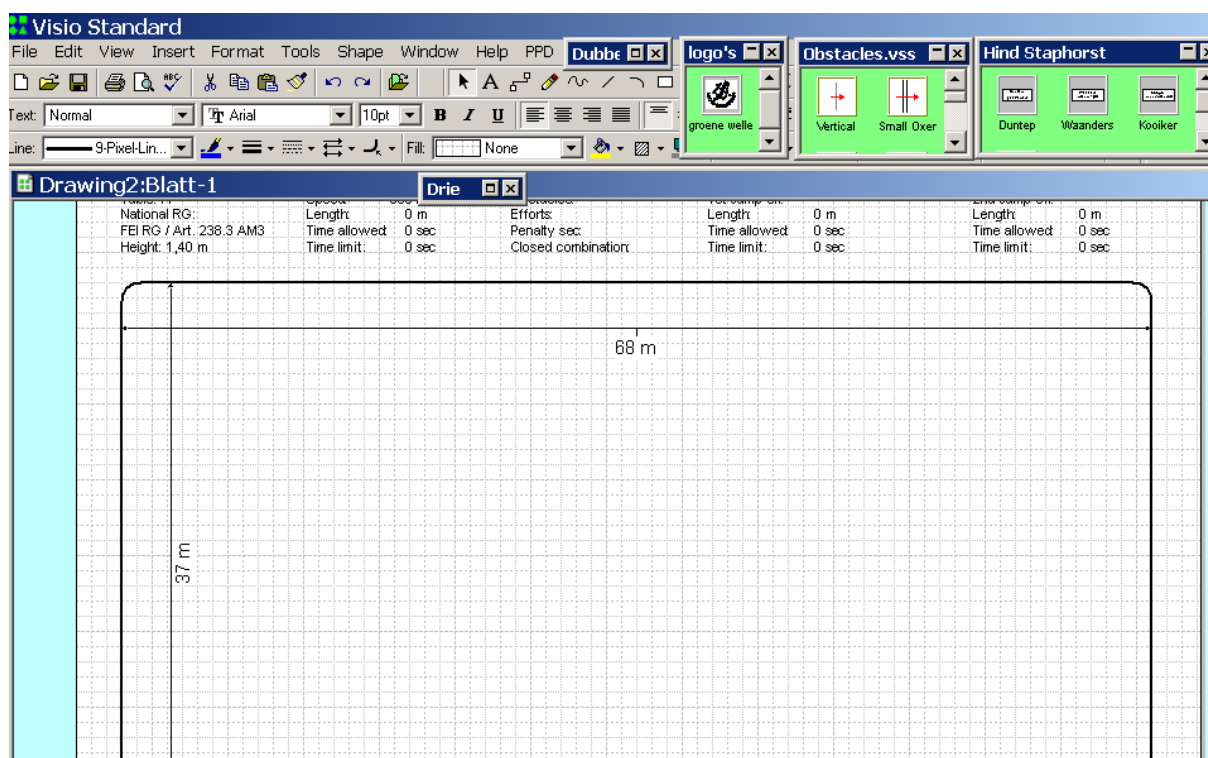 Visio Standard
File Edit View Insert Format Tools Shape Window Help PPD
Dubbe
logo's
Obstacles.vss
Hind Staphorst
groene welle
Vertical
Small Oxer
Duntep
Waanders
Kooiker
Text: Normal
Arial
10pt
B I U
Line: 9-Pixel-Lin...
Fill: None
Drawing2:Blatt-1
Drie
National RG:
FEI RG / Art. 238.3 AM3
Height: 1,40 m
Length: 0 m
Time allowed: 0 sec
Time limit: 0 sec
Efforts:
Penalty sec:
Closed combination:
Length: 0 m
Time allowed: 0 sec
Time limit: 0 sec
Length: 0 m
Time allowed: 0 sec
Time limit: 0 sec
68 m
37 m